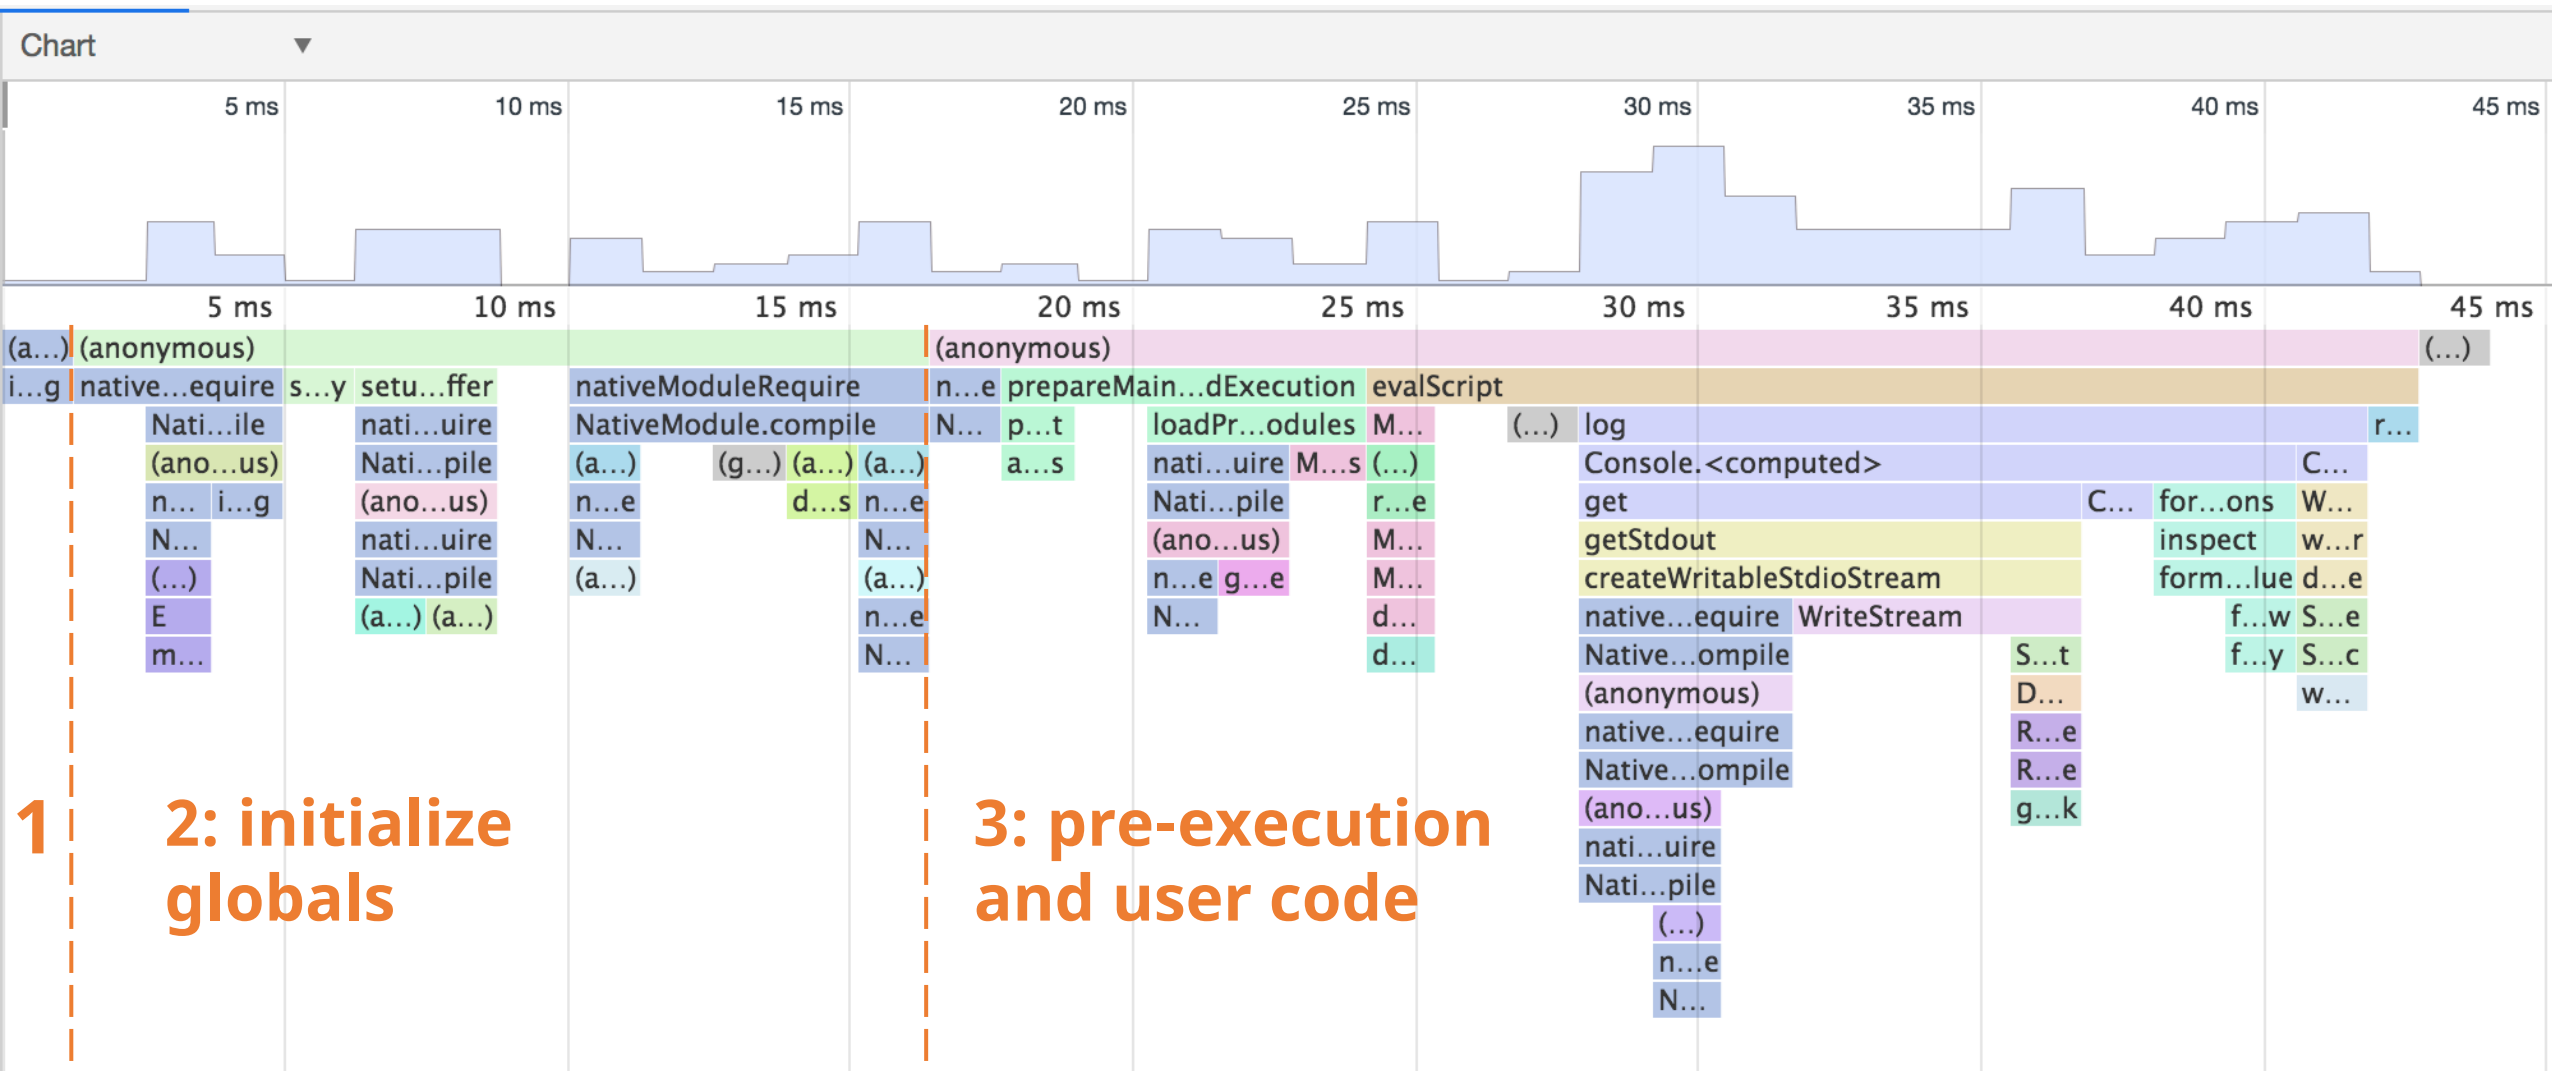 Chart ▼
5 ms 10 ms 15 ms 20 ms 25 ms 30 ms 35 ms 40 ms 45 ms
5 ms 10 ms 15 ms 20 ms 25 ms 30 ms 35 ms 40 ms 45 ms
(a...) (anonymous) (anonymous) (...)
i...g native...equire s...y setu...ffer nativeModuleRequire n...e prepareMain...dExecution evalScript
Nati...ile nati...uire NativeModule.compile N... p...t loadPr...odules M... (...) log r...
(ano...us) Nati...pile (a...) (g...) (a...) (a...) a...s nati...uire M...s (...) Console.<computed> C...
n... i...g (ano...us) n...e d...s n...e Nati...pile r...e get C... for...ons W...
N... nati...uire N... N... (ano...us) M... getStdout inspect w...r
(...) Nati...pile (a...) (a...) n...e g...e M... createWritableStdioStream form...lue d...e
E (a...) (a...) n...e N... d... native...equire WriteStream f...w S...e
m... N... d... Native...ompile S...t f...y S...c
(anonymous) D... w...
native...equire R...e
Native...ompile R...e
(ano...us) g...k
nati...uire
Nati...pile
(...)
n...e
N...
1
2: initialize
globals
3: pre-execution
and user code